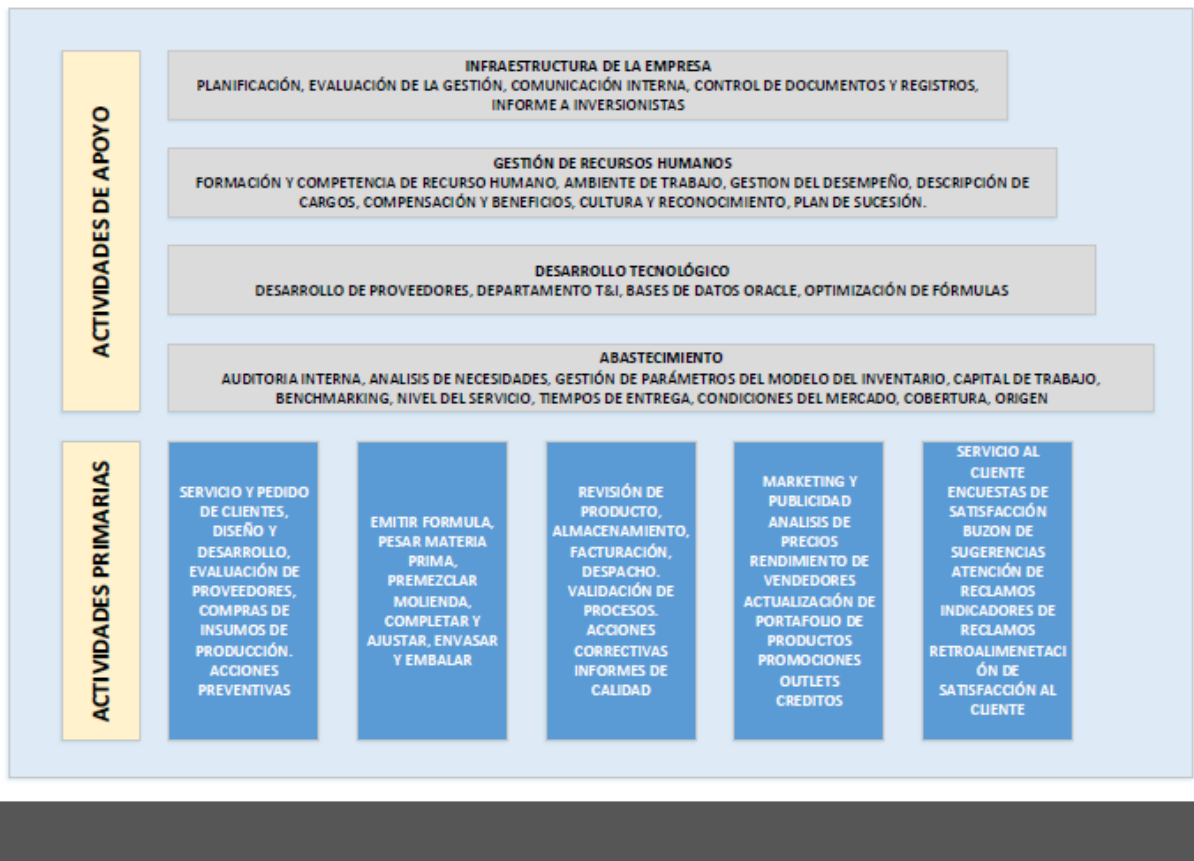 ACTIVIDADES DE APOYO
INFRAESTRUCTURA DE LA EMPRESA
PLANIFICACIÓN, EVALUACIÓN DE LA GESTIÓN, COMUNICACIÓN INTERNA, CONTROL DE DOCUMENTOS Y REGISTROS,
INFORME A INVERSIONISTAS
GESTIÓN DE RECURSOS HUMANOS
FORMACIÓN Y COMPETENCIA DE RECURSO HUMANO, AMBIENTE DE TRABAJO, GESTION DEL DESEMPEÑO, DESCRIPCIÓN DE
CARGOS, COMPENSACIÓN Y BENEFICIOS, CULTURA Y RECONOCIMIENTO, PLAN DE SUCESIÓN.
DESARROLLO TECNOLÓGICO
DESARROLLO DE PROVEEDORES, DEPARTAMENTO T&I, BASES DE DATOS ORACLE, OPTIMIZACIÓN DE FÓRMULAS
ABASTECIMIENTO
AUDITORIA INTERNA, ANALISIS DE NECESIDADES, GESTIÓN DE PARÁMETROS DEL MODELO DEL INVENTARIO, CAPITAL DE TRABAJO,
BENCHMARKING, NIVEL DEL SERVICIO, TIEMPOS DE ENTREGA, CONDICIONES DEL MERCADO, COBERTURA, ORIGEN
ACTIVIDADES PRIMARIAS
SERVICIO Y PEDIDO
DE CLIENTES,
DISEÑO Y
DESARROLLO,
EVALUACIÓN DE
PROVEEDORES,
COMPRAS DE
INSUMOS DE
PRODUCCIÓN.
ACCIONES
PREVENTIVAS
EMITIR FORMULA,
PESAR MATERIA
PRIMA,
PREMEZCLAR
MOLIENDA,
COMPLETAR Y
AJUSTAR, ENVASAR
Y EMBALAR
REVISIÓN DE
PRODUCTO,
ALMACENAMIENTO,
FACTURACIÓN,
DESPACHO.
VALIDACIÓN DE
PROCESOS.
ACCIONES
CORRECTIVAS
INFORMES DE
CALIDAD
MARKETING Y
PUBLICIDAD
ANALISIS DE
PRECIOS
RENDIMIENTO DE
VENDEDORES
ACTUALIZACIÓN DE
PORTAFOLIO DE
PRODUCTOS
PROMOCIONES
OUTLETS
CREDITOS
SERVICIO AL
CLIENTE
ENCUESTAS DE
SATISFACCIÓN
BUZON DE
SUGERENCIAS
ATENCIÓN DE
RECLAMOS
INDICADORES DE
RECLAMOS
RETROALIMENETACI
ÓN DE
SATISFACCIÓN AL
CLIENTE